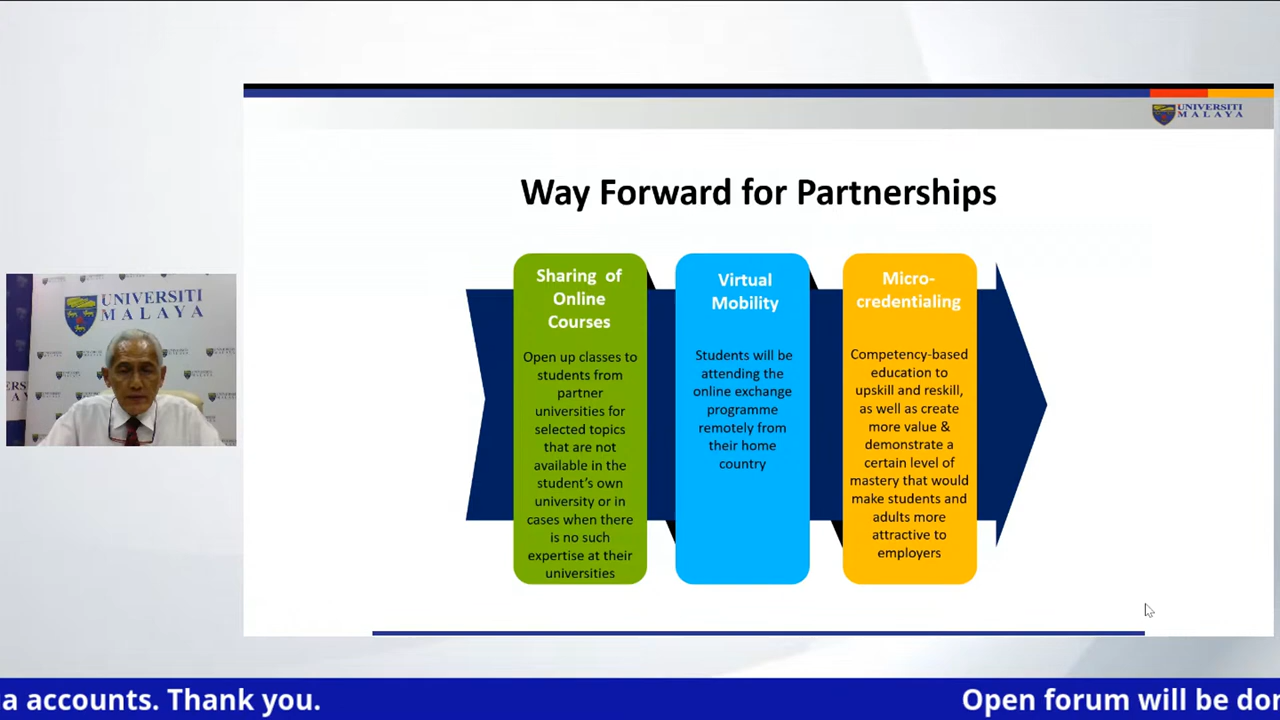 UNIVERSITI
MALAYA
Way Forward for Partnerships
Sharing of
Online
Courses
Open up classes to
students from
partner
universities for
selected topics
that are not
available in the
student's own
university or in
cases when there
is no such
expertise at their
universities
Virtual
Mobility
Students will be
attending the
online exchange
programme
remotely from
their home
country
Micro-
credentialing
Competency-based
education to
upskill and reskill,
as well as create
more value &
demonstrate a
certain level of
mastery that would
make students and
adults more
attractive to
employers
UNIVERSITI
MALAYA
a accounts. Thank you.
Open forum will be don